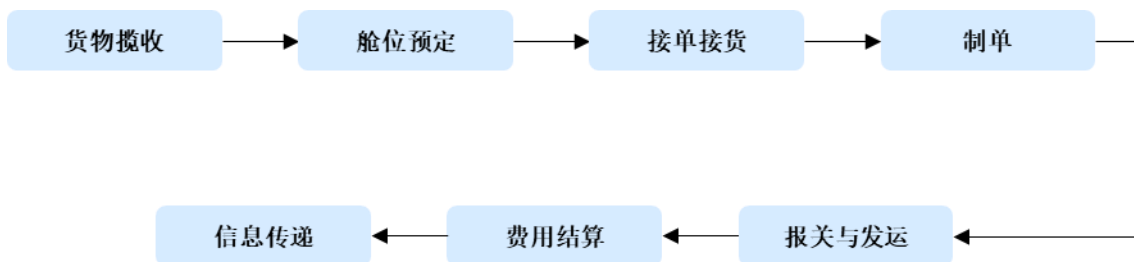 货物揽收
舱位预定
接单接货
制单
报关与发运
费用结算
信息传递